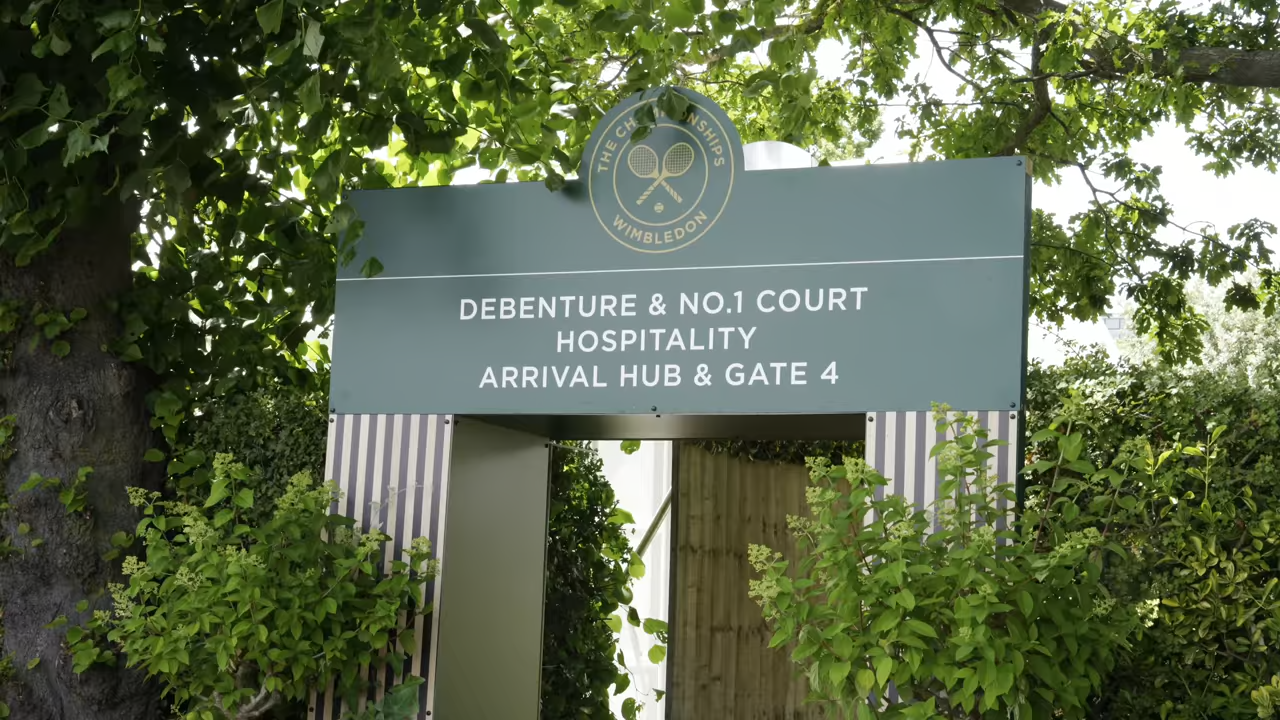 THE CHAMPIONSHIPS
WIMBLEDON
DEBENTURE & NO.1 COURT
HOSPITALITY
ARRIVAL HUB & GATE 4